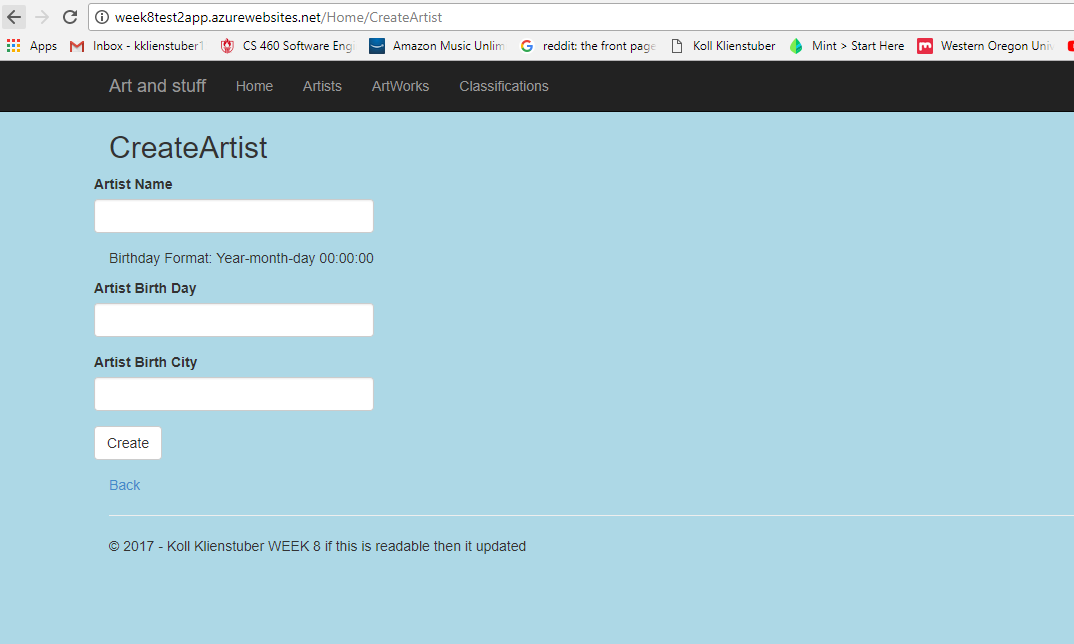 week8test2app.azurewebsites.net/Home/CreateArtist
Apps Inbox - kklienstuber1 CS 460 Software Eng Amazon Music Unlim reddit: the front page Koll Klienstuber Mint > Start Here Western Oregon Univ
Art and stuff Home Artists ArtWorks Classifications
CreateArtist
Artist Name
Birthday Format: Year-month-day 00:00:00
Artist Birth Day
Artist Birth City
Create
Back
© 2017 - Koll Klienstuber WEEK 8 if this is readable then it updated